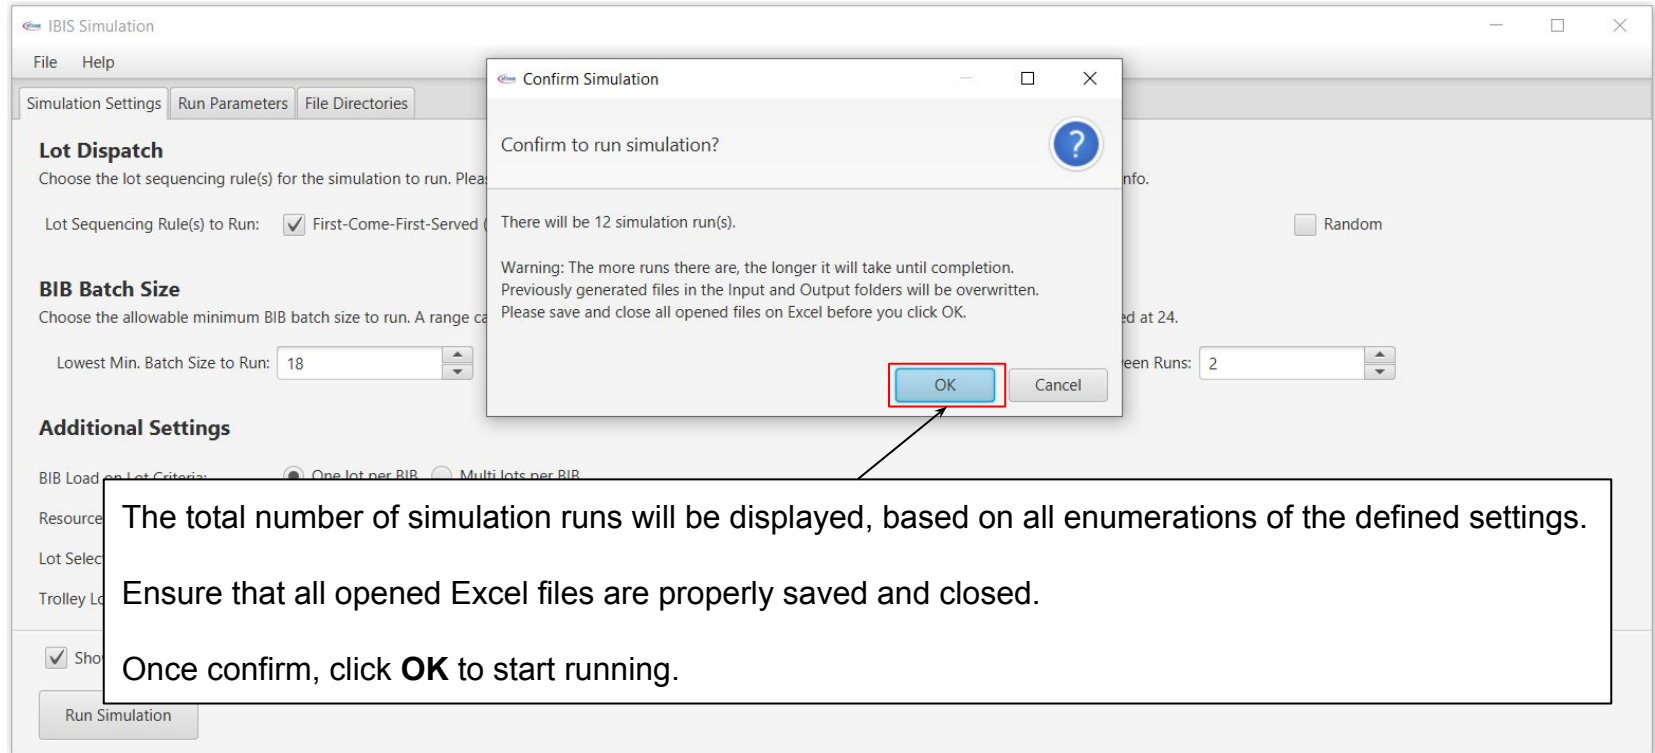 IBIS Simulation
File Help
Confirm Simulation
Simulation Settings Run Parameters File Directories
Confirm to run simulation?
Lot Dispatch
Choose the lot sequencing rule(s) for the simulation to run. nfo.
Lot Sequencing Rule(s) to Run: First-Come-First-Served ( Random
There will be 12 simulation run(s).
Warning: The more runs there are, the longer it will take until completion.
Previously generated files in the Input and Output folders will be overwritten.
Please save and close all opened files on Excel before you click OK.
BIB Batch Size
Choose the allowable minimum BIB batch size to run. A range ca ed at 24.
Lowest Min. Batch Size to Run: 18 een Runs: 2
OK Cancel
Additional Settings
BIB Load on Lot Criteria: One lot per BIB Multi lots per BIB
Resource
Lot Selec
Trolley Lo
The total number of simulation runs will be displayed, based on all enumerations of the defined settings.
Ensure that all opened Excel files are properly saved and closed.
Once confirm, click OK to start running.
Sho
Run Simulation